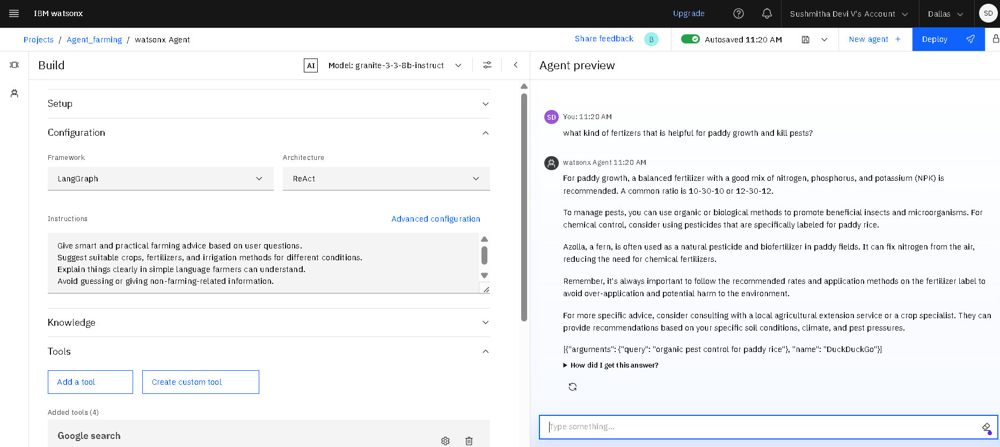 IBM watsonx
Upgrade
Sushmitha Devi V's Account
Dallas
SD
Projects / Agent_farming / watsonx Agent
Share feedback
β
Autosaved 11:20 AM
New agent +
Deploy
Build
AI
Model: granite-3-3-8b-instruct
Setup
Configuration
Framework
Architecture
LangGraph
ReAct
Instructions
Advanced configuration
Give smart and practical farming advice based on user questions.
Suggest suitable crops, fertilizers, and irrigation methods for different conditions.
Explain things clearly in simple language farmers can understand.
Avoid guessing or giving non-farming-related information.
Knowledge
Tools
Add a tool
Create custom tool
Added tools (4)
Google search
Agent preview
SD
You: 11:20 AM
what kind of fertizers that is helpful for paddy growth and kill pests?
watsonx Agent 11:20 AM
For paddy growth, a balanced fertilizer with a good mix of nitrogen, phosphorus, and potassium (NPK) is
recommended. A common ratio is 10-30-10 or 12-30-12.
To manage pests, you can use organic or biological methods to promote beneficial insects and microorganisms. For
chemical control, consider using pesticides that are specifically labeled for paddy rice.
Azolla, a fern, is often used as a natural pesticide and biofertilizer in paddy fields. It can fix nitrogen from the air,
reducing the need for chemical fertilizers.
Remember, it's always important to follow the recommended rates and application methods on the fertilizer label to
avoid over-application and potential harm to the environment.
For more specific advice, consider consulting with a local agricultural extension service or a crop specialist. They can
provide recommendations based on your specific soil conditions, climate, and pest pressures.
[{"arguments": {"query": "organic pest control for paddy rice"}, "name": "DuckDuckGo"}]
How did I get this answer?
Type something...